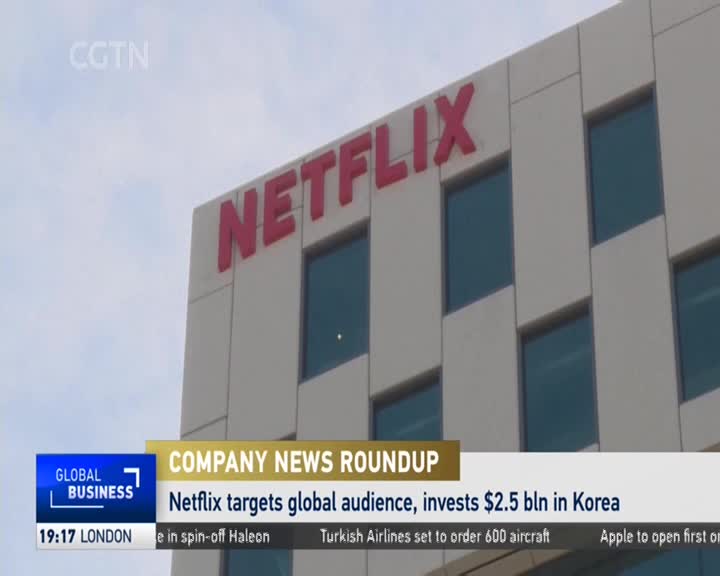 CGTN
NETFLIX
COMPANY NEWS ROUNDUP
GLOBAL
BUSINESS
Netflix targets global audience, invests $2.5 bln in Korea
19:17 LONDON
in spin-off Haleon Turkish Airlines set to order 600 aircraft Apple to open first